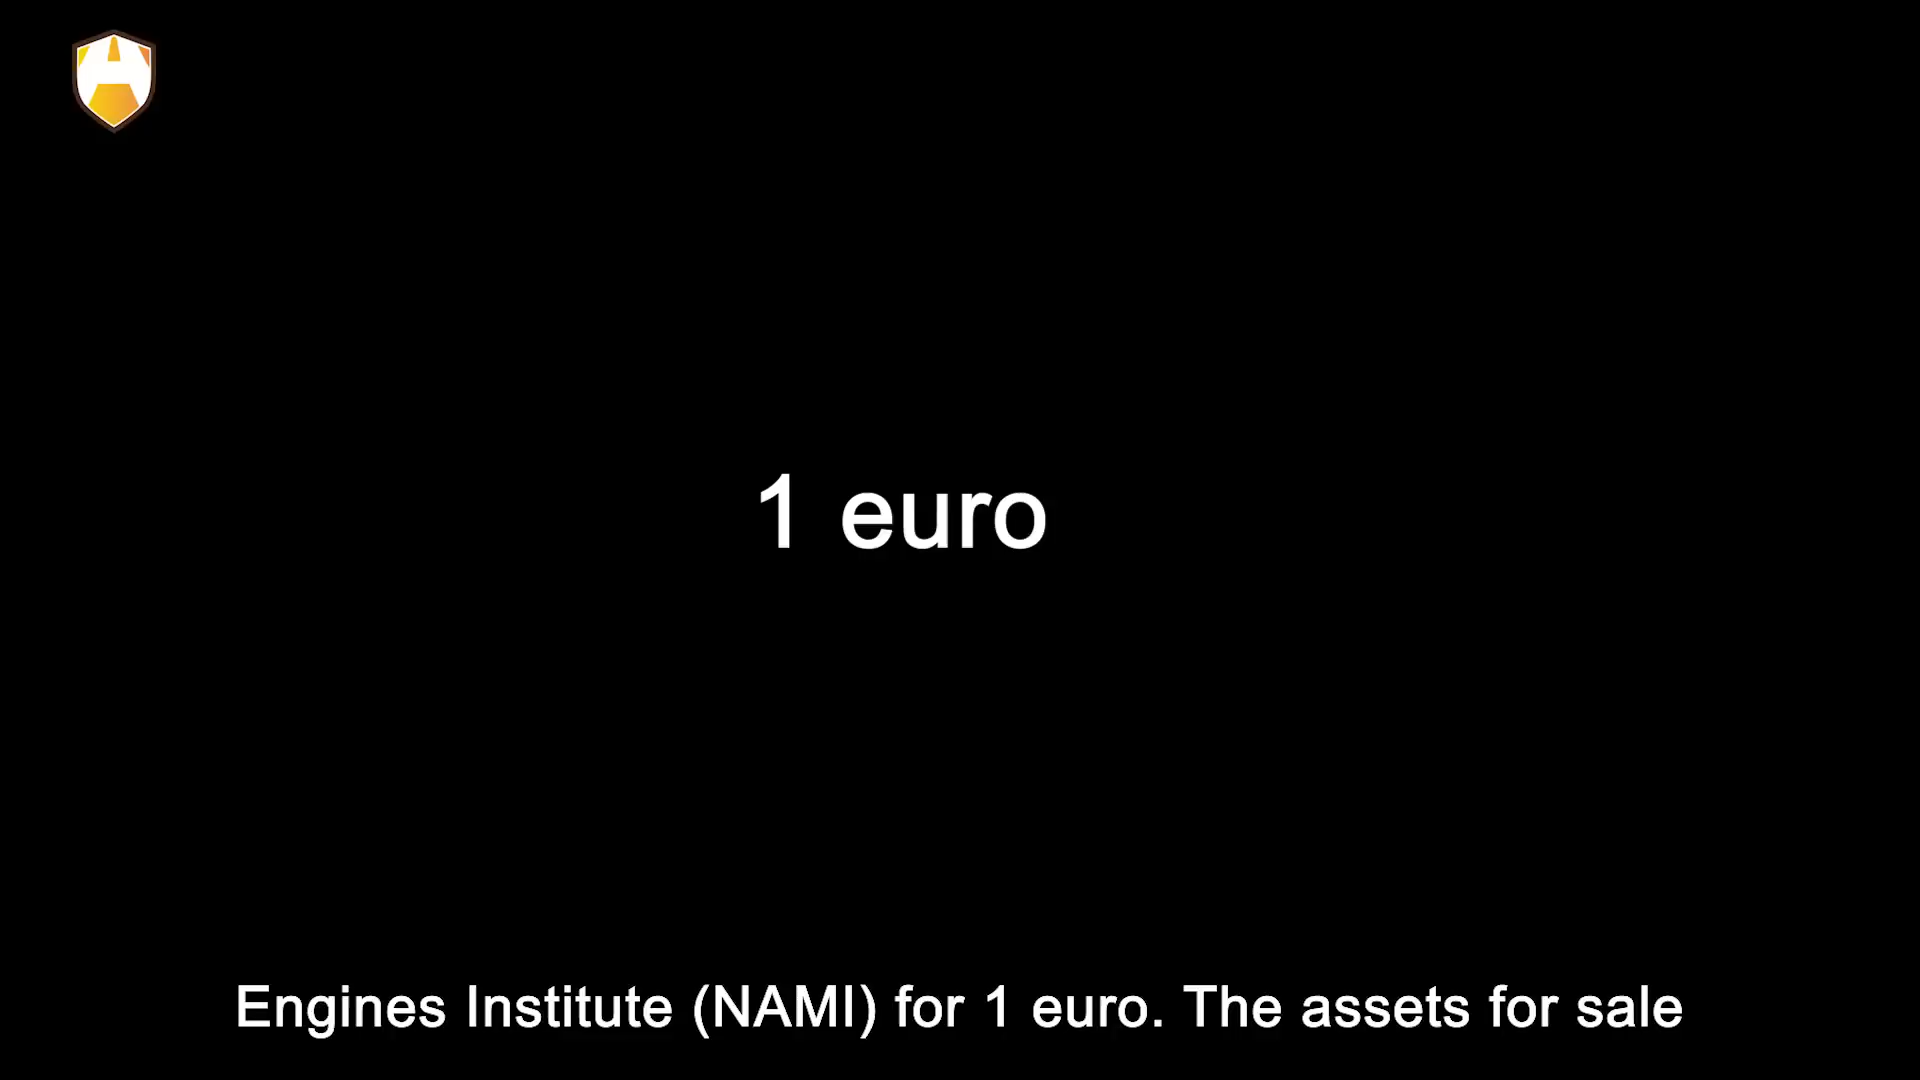 1 euro
Engines Institute (NAMI) for 1 euro. The assets for sale